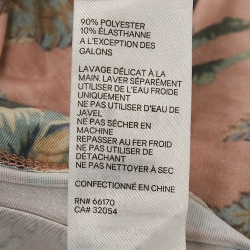 90% POLYESTER
10% ÉLASTHANNE
A L'EXCEPTION DES
GALONS
LAVAGE DÉLICAT À LA
MAIN. LAVER SÉPARÉMENT
UTILISER DE L'EAU FROIDE
UNIQUEMENT
NE PAS UTILISER D'EAU DE
JAVEL
NE PAS SÉCHER EN
MACHINE
REPASSER AU FER FROID
NE PAS UTILISER DE
DÉTACHANT
NE PAS NETTOYER À SEC
CONFECTIONNÉ EN CHINE
RN# 66170
CA# 32054